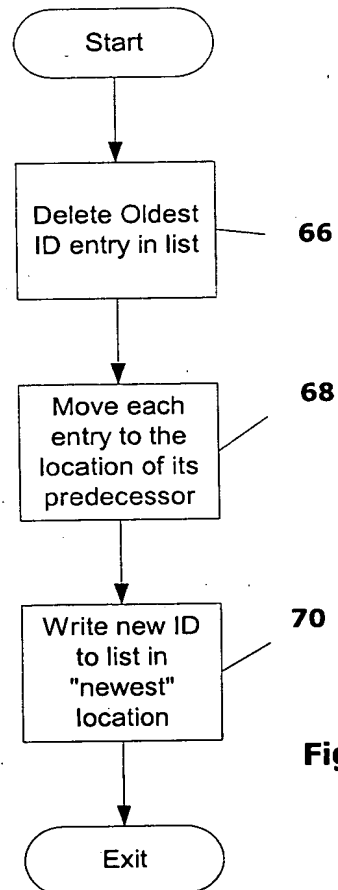 Start
Delete Oldest
ID entry in list
66
Move each
entry to the
location of its
predecessor
68
Write new ID
to list in
"newest"
location
70
Fig
Exit